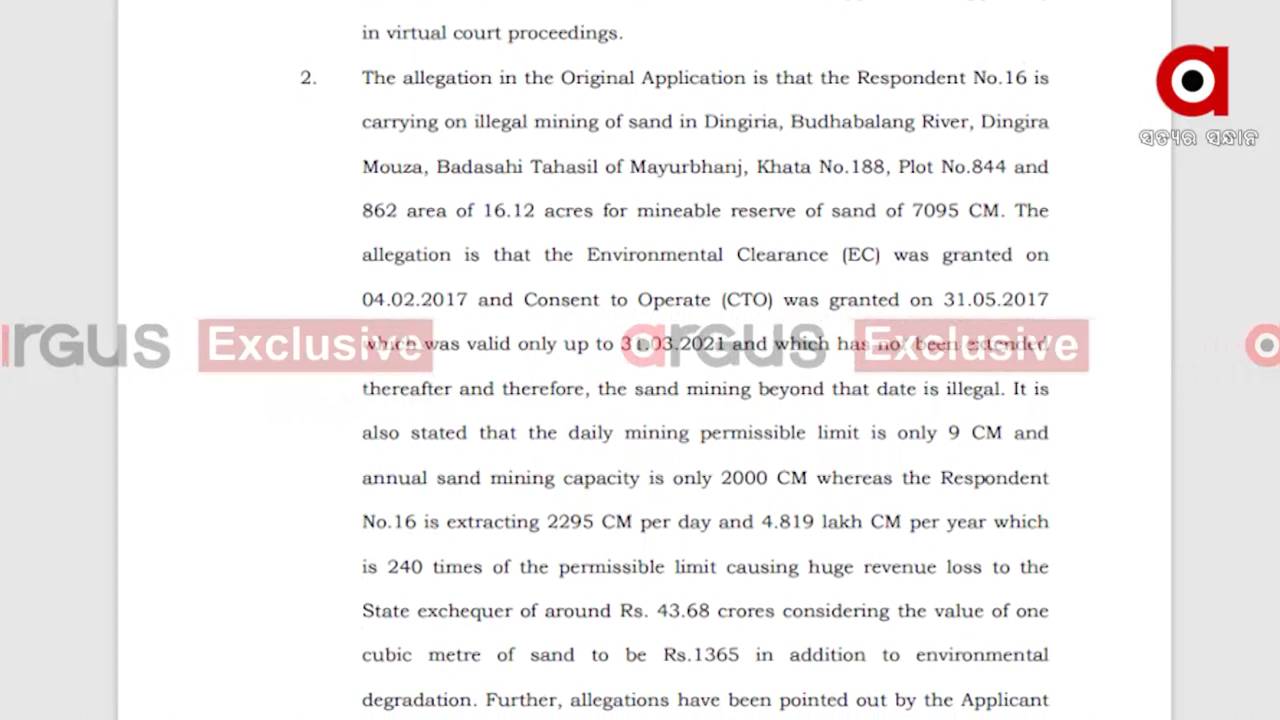 in virtual court proceedings.
2. The allegation in the Original Application is that the Respondent No.16 is
carrying on illegal mining of sand in Dingiria, Budhabalang River, Dingira
Mouza, Badasahi Tahasil of Mayurbhanj, Khata No.188, Plot No.844 and
862 area of 16.12 acres for mineable reserve of sand of 7095 CM. The
allegation is that the Environmental Clearance (EC) was granted on
04.02.2017 and Consent to Operate (CTO) was granted on 31.05.2017
which was valid only up to 31.03.2021 and which has not been extended
thereafter and therefore, the sand mining beyond that date is illegal. It is
also stated that the daily mining permissible limit is only 9 CM and
annual sand mining capacity is only 2000 CM whereas the Respondent
No.16 is extracting 2295 CM per day and 4.819 lakh CM per year which
is 240 times of the permissible limit causing huge revenue loss to the
State exchequer of around Rs. 43.68 crores considering the value of one
cubic metre of sand to be Rs.1365 in addition to environmental
degradation. Further, allegations have been pointed out by the Applicant
ସତ୍ୟର ସନ୍ଧାନ
argus Exclusive argus Exclusive